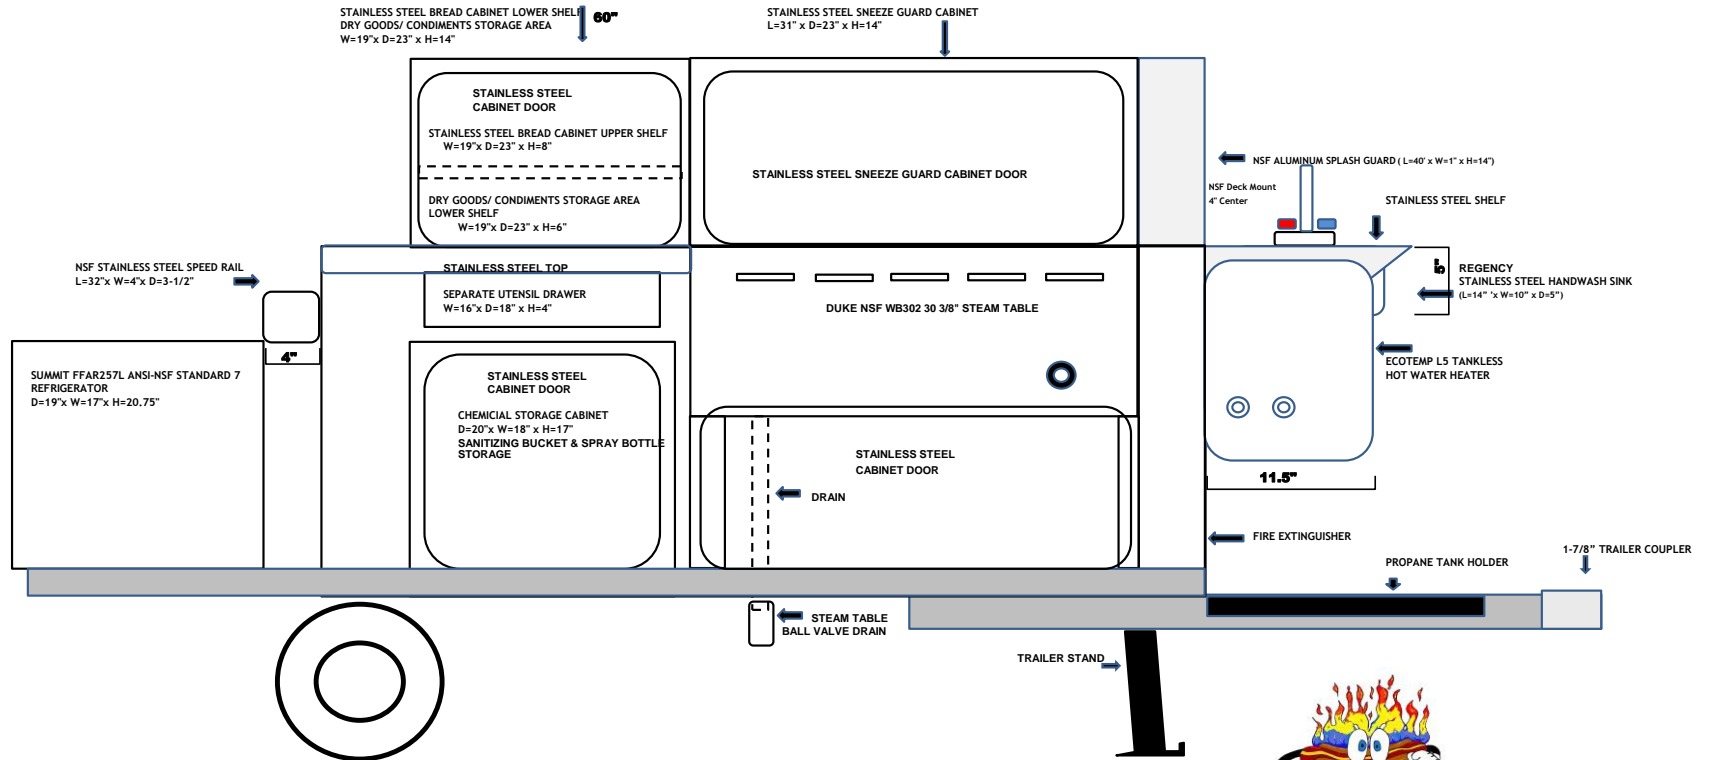 STAINLESS STEEL BREAD CABINET LOWER SHELF
DRY GOODS/ CONDIMENTS STORAGE AREA
W=19"x D=23" x H=14"
60"
STAINLESS STEEL SNEEZE GUARD CABINET
L=31" x D=23" x H=14"
STAINLESS STEEL
CABINET DOOR
STAINLESS STEEL BREAD CABINET UPPER SHELF
W=19"x D=23" x H=8"
DRY GOODS/ CONDIMENTS STORAGE AREA
LOWER SHELF
W=19"x D=23" x H=6"
STAINLESS STEEL SNEEZE GUARD CABINET DOOR
NSF ALUMINUM SPLASH GUARD ( L=40' x W=1" x H=14")
NSF Deck Mount
4" Center
STAINLESS STEEL SHELF
NSF STAINLESS STEEL SPEED RAIL
L=32"x W=4"x D=3-1/2"
STAINLESS STEEL TOP
SEPARATE UTENSIL DRAWER
W=16"x D=18" x H=4"
DUKE NSF WB302 30 3/8" STEAM TABLE
5"
REGENCY
STAINLESS STEEL HANDWASH SINK
(L=14” 'x W=10” x D=5”)
4"
SUMMIT FFAR257L ANSI-NSF STANDARD 7
REFRIGERATOR
D=19"x W=17"x H=20.75"
STAINLESS STEEL
CABINET DOOR
CHEMICIAL STORAGE CABINET
D=20"x W=18" x H=17"
SANITIZING BUCKET & SPRAY BOTTLE
STORAGE
ECOTEMP L5 TANKLESS
HOT WATER HEATER
STAINLESS STEEL
CABINET DOOR
DRAIN
11.5"
FIRE EXTINGUISHER
PROPANE TANK HOLDER
1-7/8” TRAILER COUPLER
STEAM TABLE
BALL VALVE DRAIN
TRAILER STAND